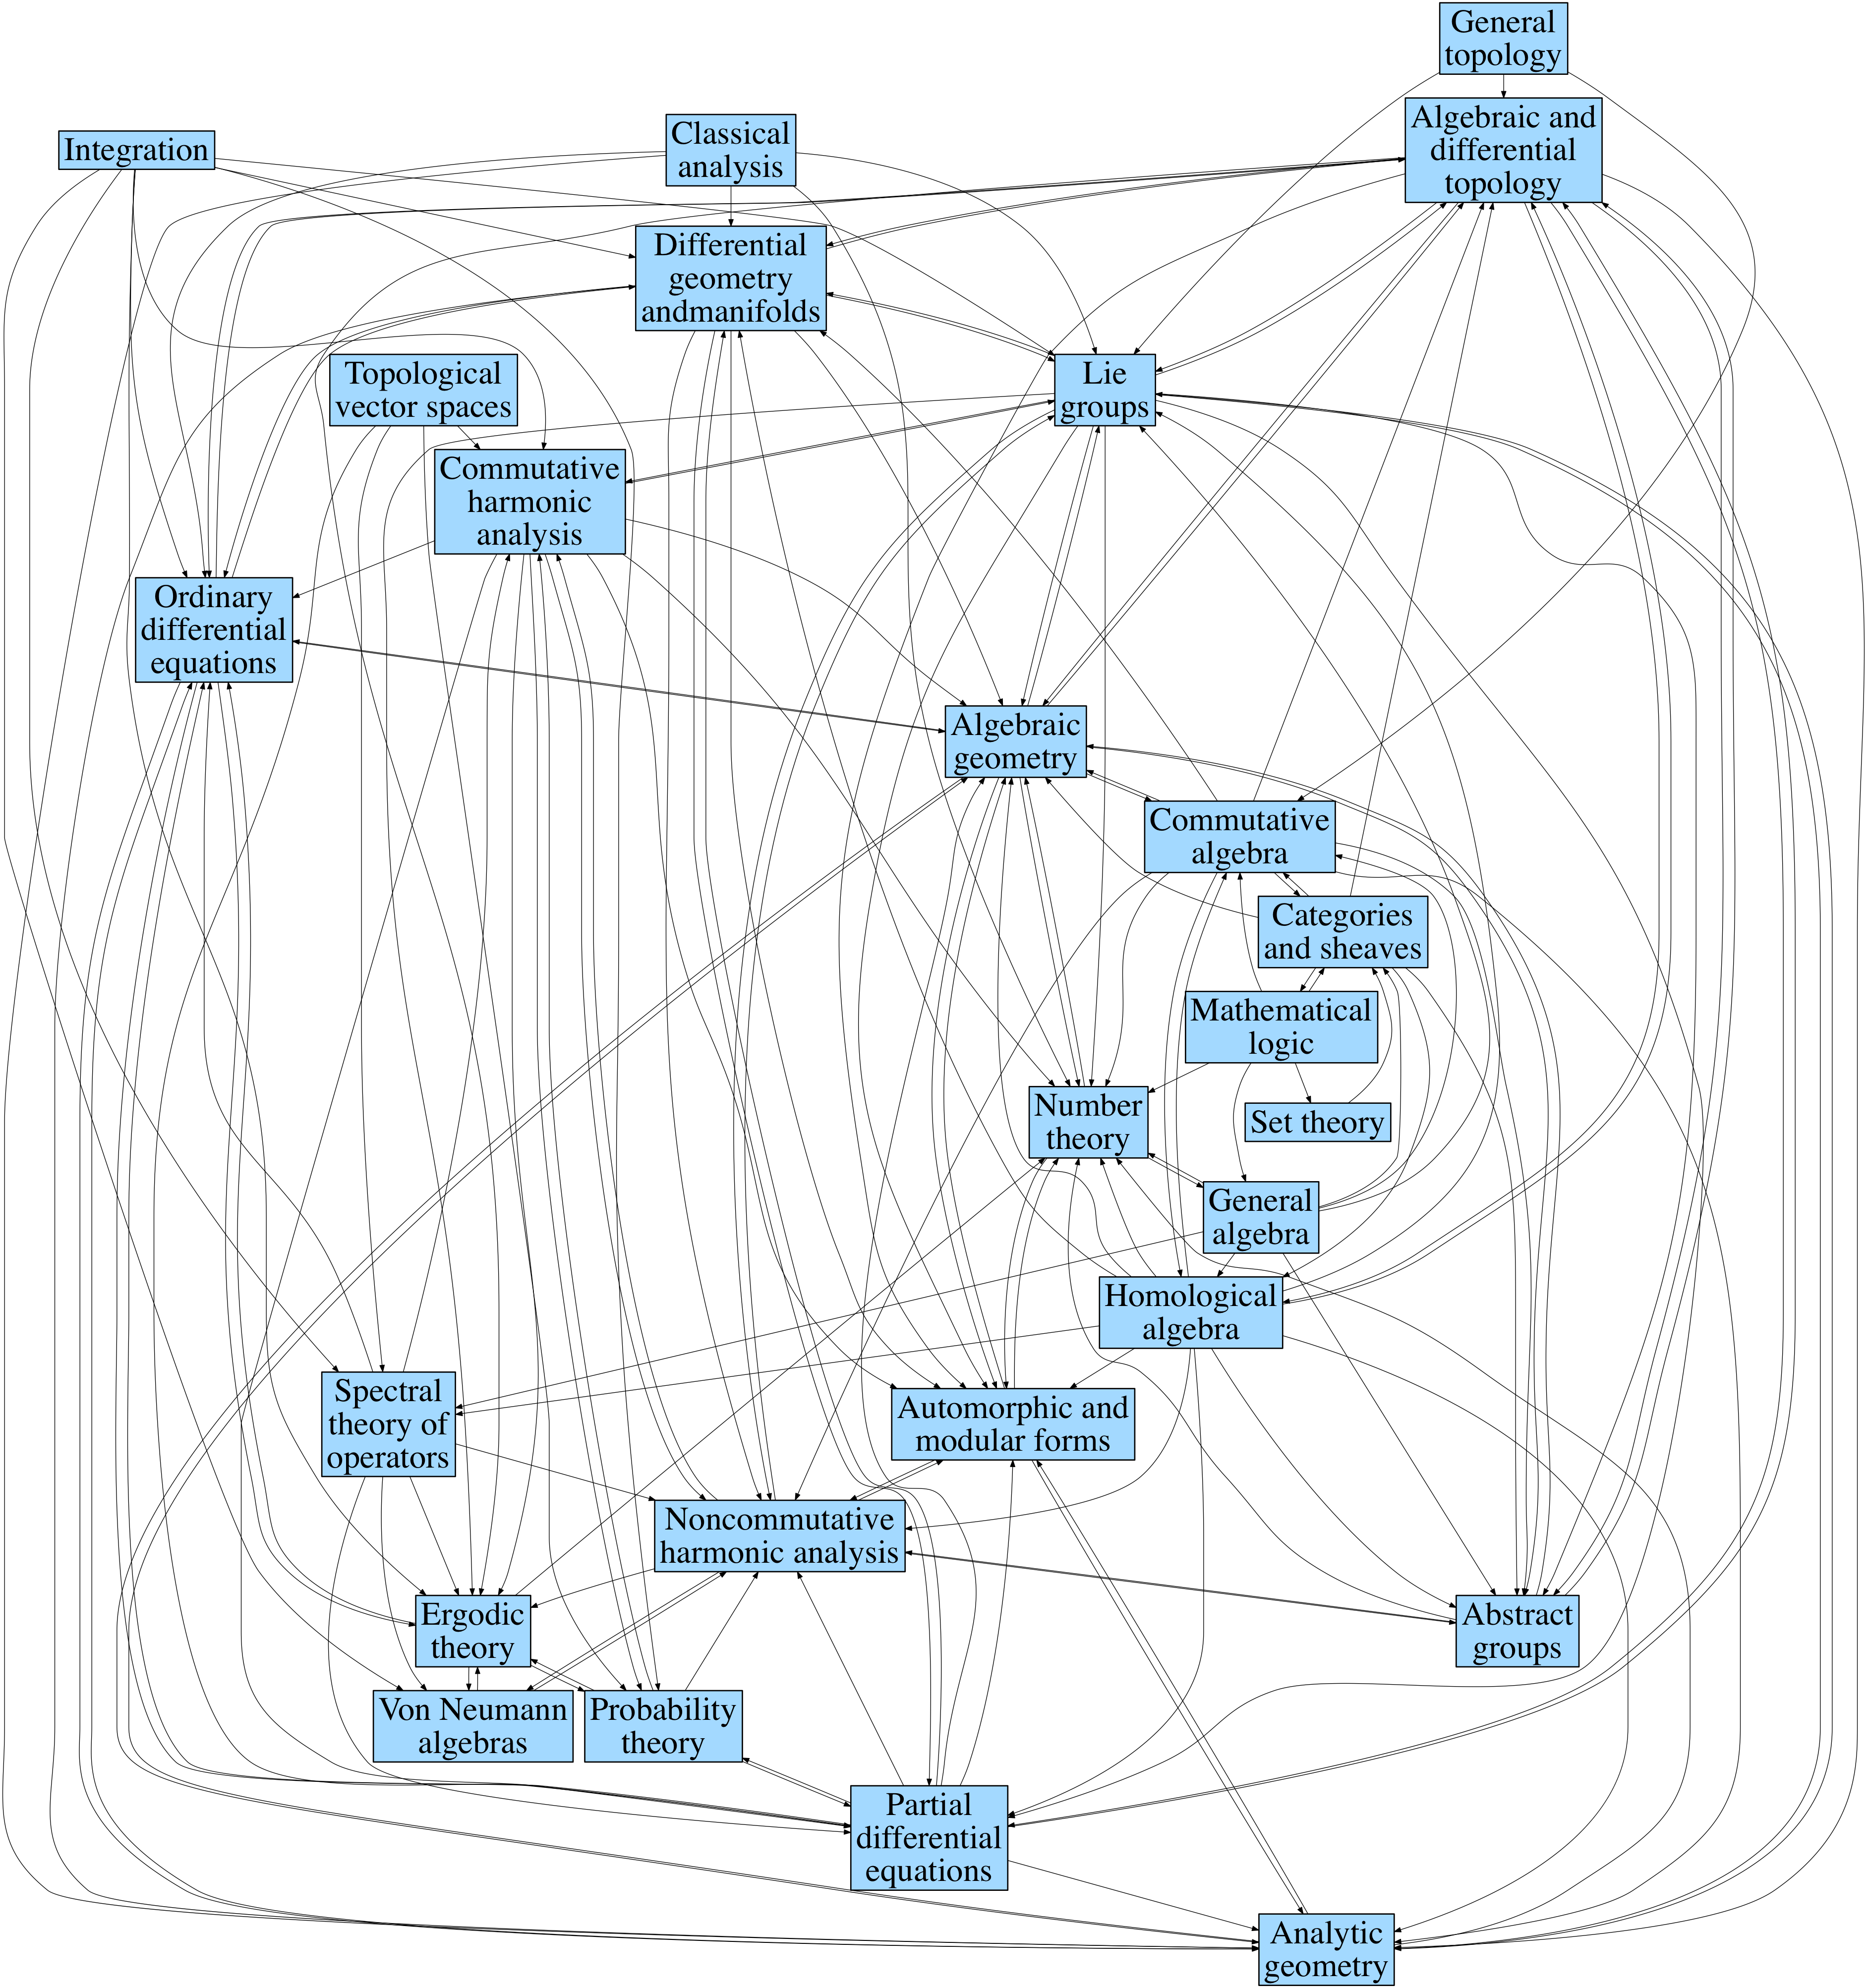 General
topology
Algebraic and
differential
topology
Integration
Classical
analysis
Differential
geometry
andmanifolds
Topological
vector spaces
Lie
groups
Commutative
harmonic
analysis
Ordinary
differential
equations
Algebraic
geometry
Commutative
algebra
Categories
and sheaves
Mathematical
logic
Number
theory
Set theory
General
algebra
Homological
algebra
Spectral
theory of
operators
Automorphic and
modular forms
Noncommutative
harmonic analysis
Ergodic
theory
Abstract
groups
Von Neumann
algebras
Probability
theory
Partial
differential
equations
Analytic
geometry